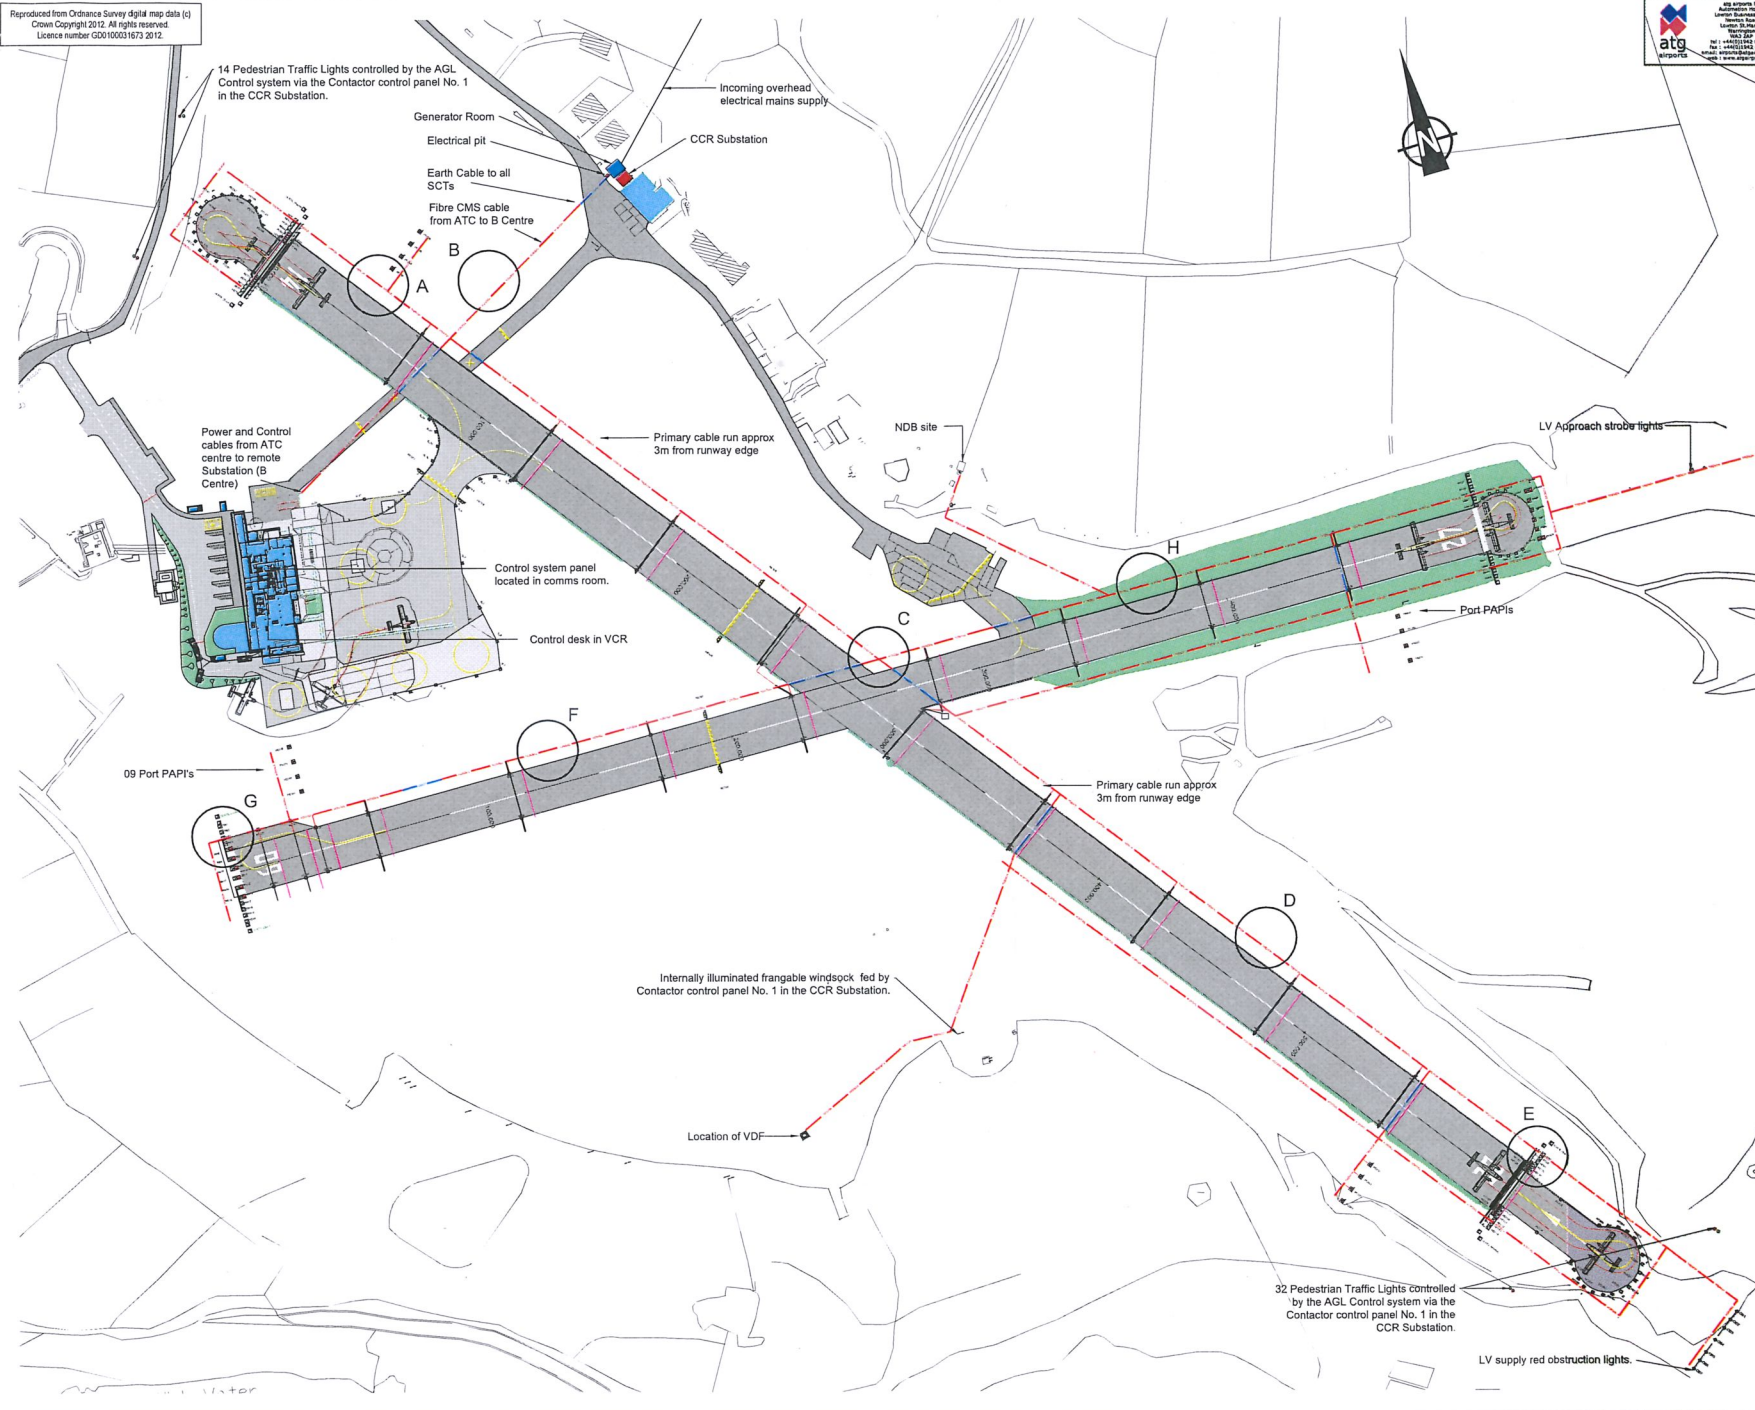 Reproduced from Ordnance Survey digital map data (c)
Crown Copyright 2012. All rights reserved.
Licence number GD0100031673 2012.
atg
airports
14 Pedestrian Traffic Lights controlled by the AGL
Control system via the Contactor control panel No. 1
in the CCR Substation.
Incoming overhead
electrical mains supply
Generator Room
Electrical pit
CCR Substation
Earth Cable to all
SCTs
Fibre CMS cable
from ATC to B Centre
N
B
A
Power and Control
cables from ATC
centre to remote
Substation (B
Centre)
Primary cable run approx
3m from runway edge
NDB site
LV Approach strobe lights
H
27
Control system panel
located in comms room.
Port PAPIs
C
Control desk in VCR
F
09 Port PAPI's
G
09
Primary cable run approx
3m from runway edge
D
Internally illuminated frangable windsock fed by
Contactor control panel No. 1 in the CCR Substation.
E
Location of VDF
32 Pedestrian Traffic Lights controlled
by the AGL Control system via the
Contactor control panel No. 1 in the
CCR Substation.
LV supply red obstruction lights.